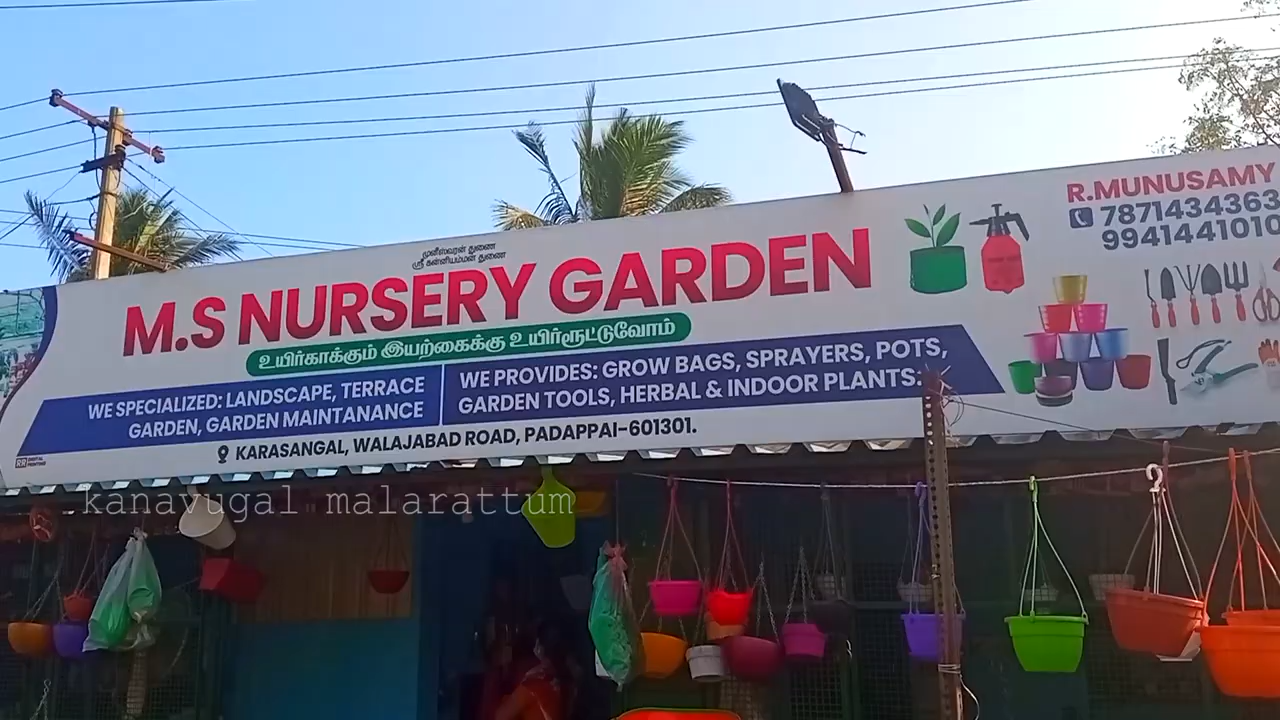 முனீஸ்வரன் துணை
ஸ்ரீ கன்னியம்மன் துணை
M.S NURSERY GARDEN
உயிர்காக்கும் இயற்கைக்கு உயிரூட்டுவோம்
WE SPECIALIZED: LANDSCAPE, TERRACE
GARDEN, GARDEN MAINTANANCE
WE PROVIDES: GROW BAGS, SPRAYERS, POTS,
GARDEN TOOLS, HERBAL & INDOOR PLANTS.
KARASANGAL, WALAJABAD ROAD, PADAPPAI-601301.
R.MUNUSAMY
7871434363
9941441010
kanavugal malarattum